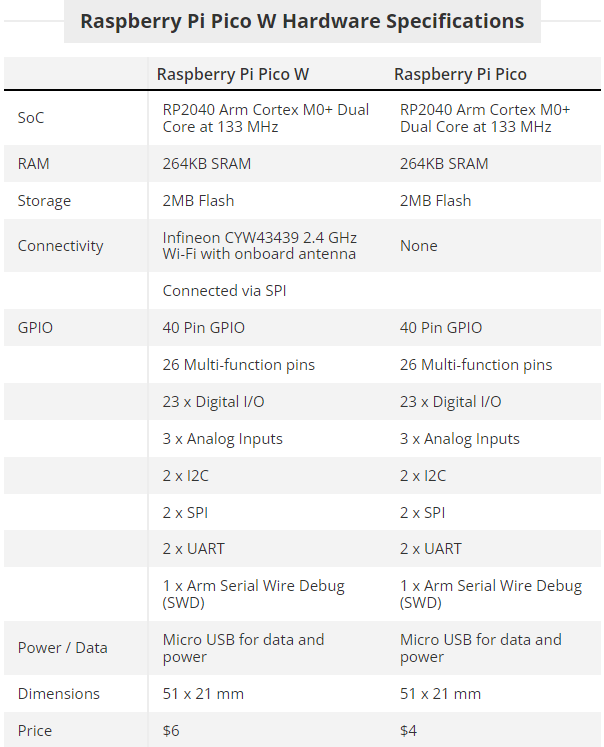 Raspberry Pi Pico W Hardware Specifications
Raspberry Pi Pico W Raspberry Pi Pico
SoC RP2040 Arm Cortex M0+ Dual Core at 133 MHz RP2040 Arm Cortex M0+ Dual Core at 133 MHz
RAM 264KB SRAM 264KB SRAM
Storage 2MB Flash 2MB Flash
Connectivity Infineon CYW43439 2.4 GHz Wi-Fi with onboard antenna None
Connected via SPI
GPIO 40 Pin GPIO 40 Pin GPIO
26 Multi-function pins 26 Multi-function pins
23 x Digital I/O 23 x Digital I/O
3 x Analog Inputs 3 x Analog Inputs
2 x I2C 2 x I2C
2 x SPI 2 x SPI
2 x UART 2 x UART
1 x Arm Serial Wire Debug (SWD) 1 x Arm Serial Wire Debug (SWD)
Power / Data Micro USB for data and power Micro USB for data and power
Dimensions 51 x 21 mm 51 x 21 mm
Price $6 $4